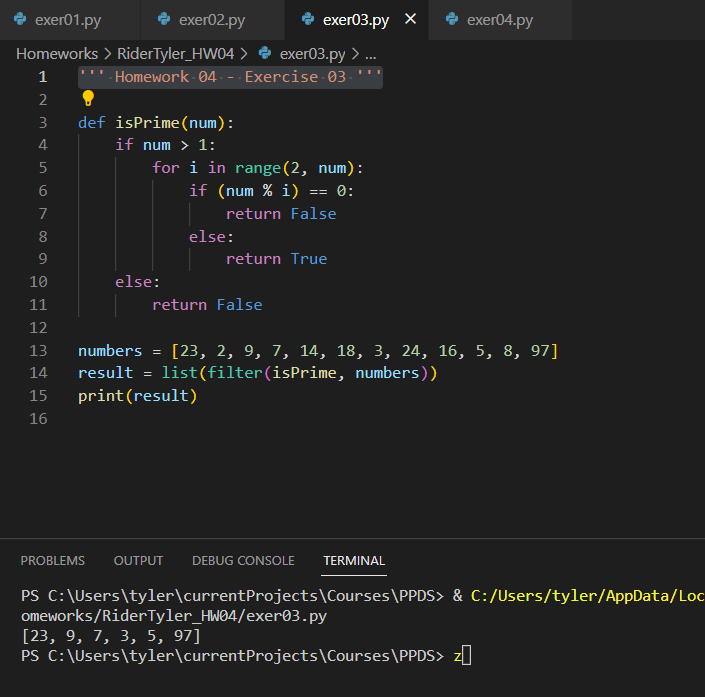 exer01.py exer02.py exer03.py × exer04.py
Homeworks > RiderTyler_HW04 > exer03.py > ...
1 ''' Homework 04 - Exercise 03 '''
2
3 def isPrime(num):
4     if num > 1:
5         for i in range(2, num):
6             if (num % i) == 0:
7                 return False
8             else:
9                 return True
10     else:
11         return False
12
13 numbers = [23, 2, 9, 7, 14, 18, 3, 24, 16, 5, 8, 97]
14 result = list(filter(isPrime, numbers))
15 print(result)
16
PROBLEMS OUTPUT DEBUG CONSOLE TERMINAL
PS C:\Users\tyler\currentProjects\Courses\PPDS> & C:/Users/tyler/AppData/Loc
omeworks/RiderTyler_HW04/exer03.py
[23, 9, 7, 3, 5, 97]
PS C:\Users\tyler\currentProjects\Courses\PPDS> z